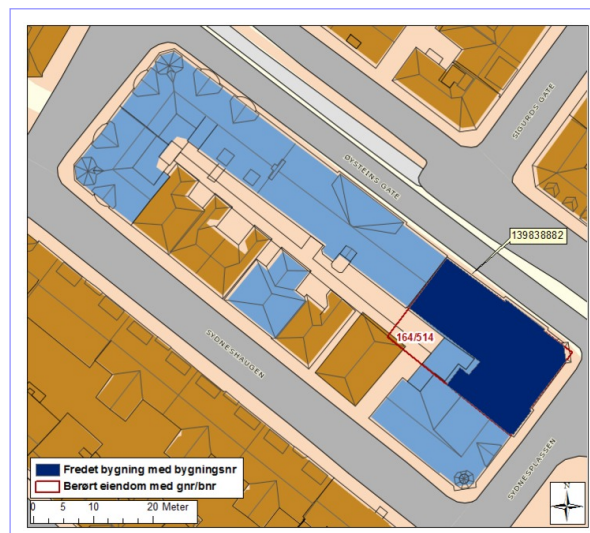 SIGURDS GATE
ØYSTEINS GATE
139838882
164/514
SYDNESHAUGEN
SYDNESPLASSEN
Fredet bygning med bygningsnr
Berørt eiendom med gnr/bnr
0 5 10 20 Meter
N